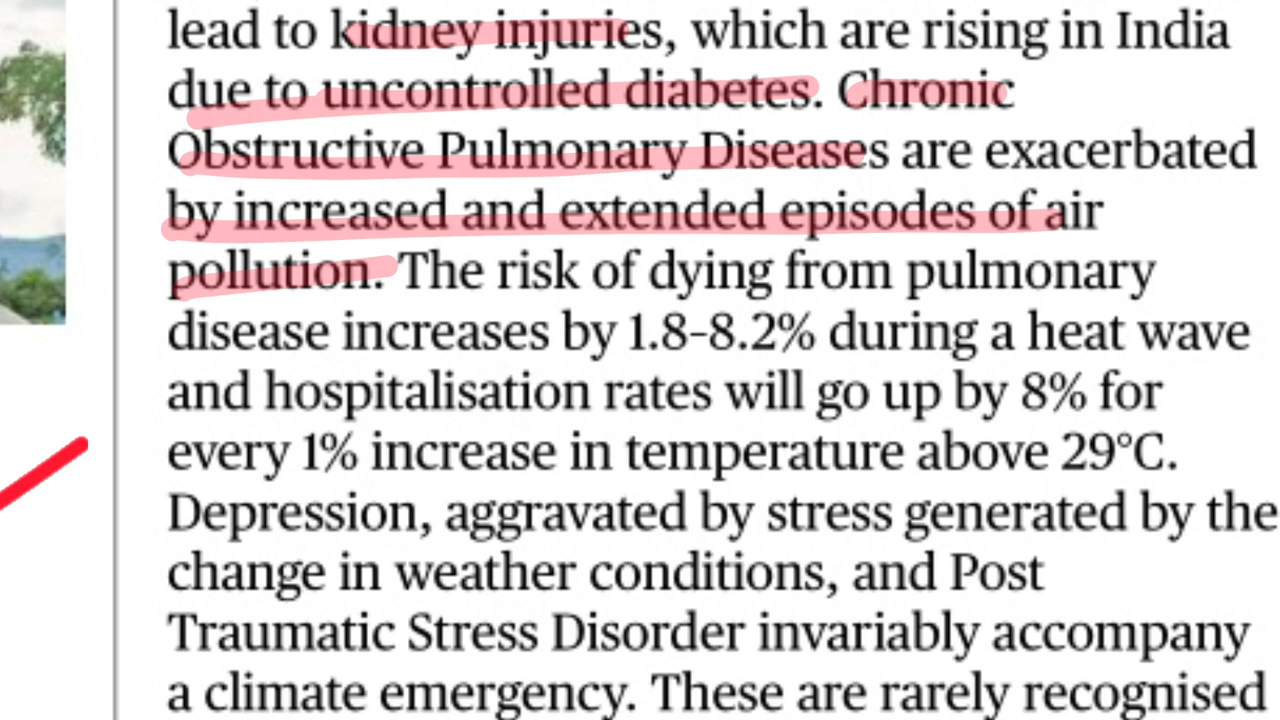 lead to kidney injuries, which are rising in India
due to uncontrolled diabetes. Chronic
Obstructive Pulmonary Diseases are exacerbated
by increased and extended episodes of air
pollution. The risk of dying from pulmonary
disease increases by 1.8-8.2% during a heat wave
and hospitalisation rates will go up by 8% for
every 1% increase in temperature above 29°C.
Depression, aggravated by stress generated by the
change in weather conditions, and Post
Traumatic Stress Disorder invariably accompany
a climate emergency. These are rarely recognised